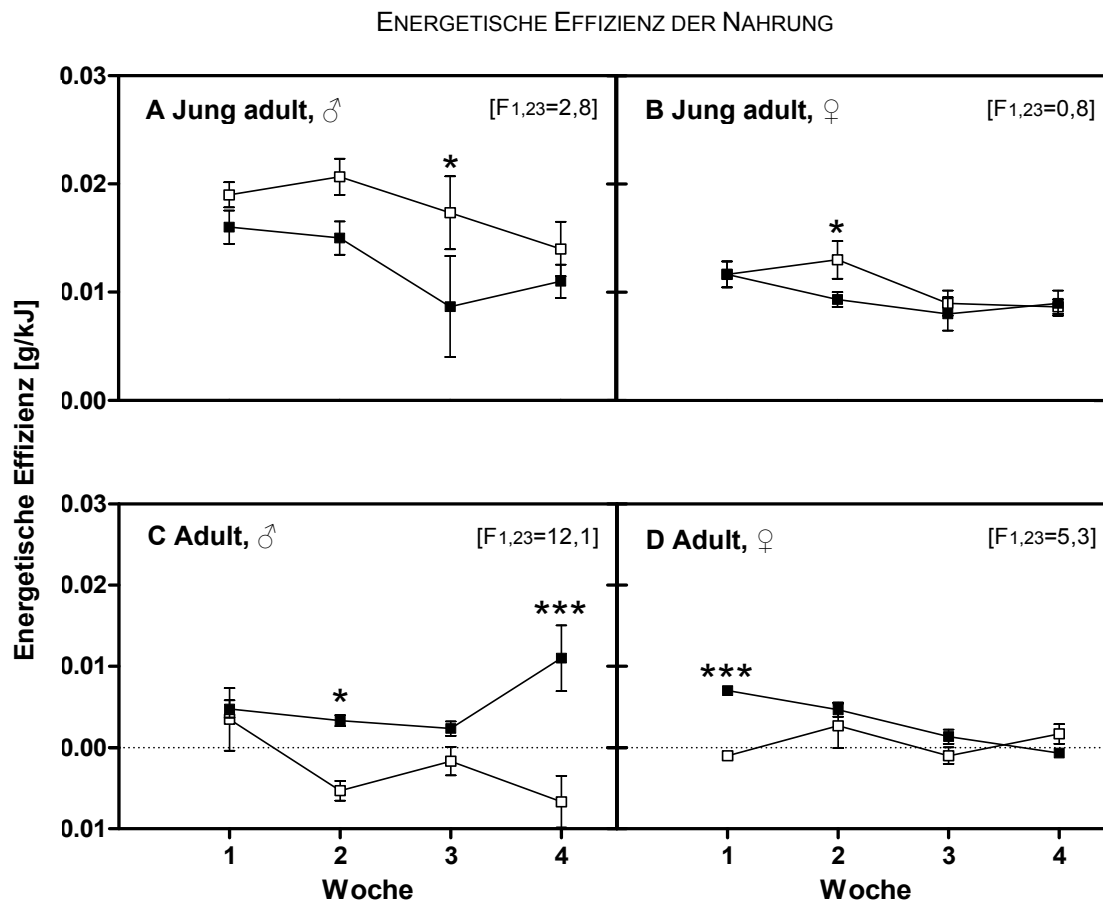 ENERGETISCHE EFFIZIENZ DER NAHRUNG
Energetische Effizienz [g/kJ]
0.03
0.02
0.01
0.00
A Jung adult, ♂
[F1,23=2,8]
*
B Jung adult, ♀
[F1,23=0,8]
*
0.03
0.02
0.01
0.00
0.01
C Adult, ♂
[F1,23=12,1]
*
***
D Adult, ♀
[F1,23=5,3]
***
1 2 3 4
Woche
1 2 3 4
Woche